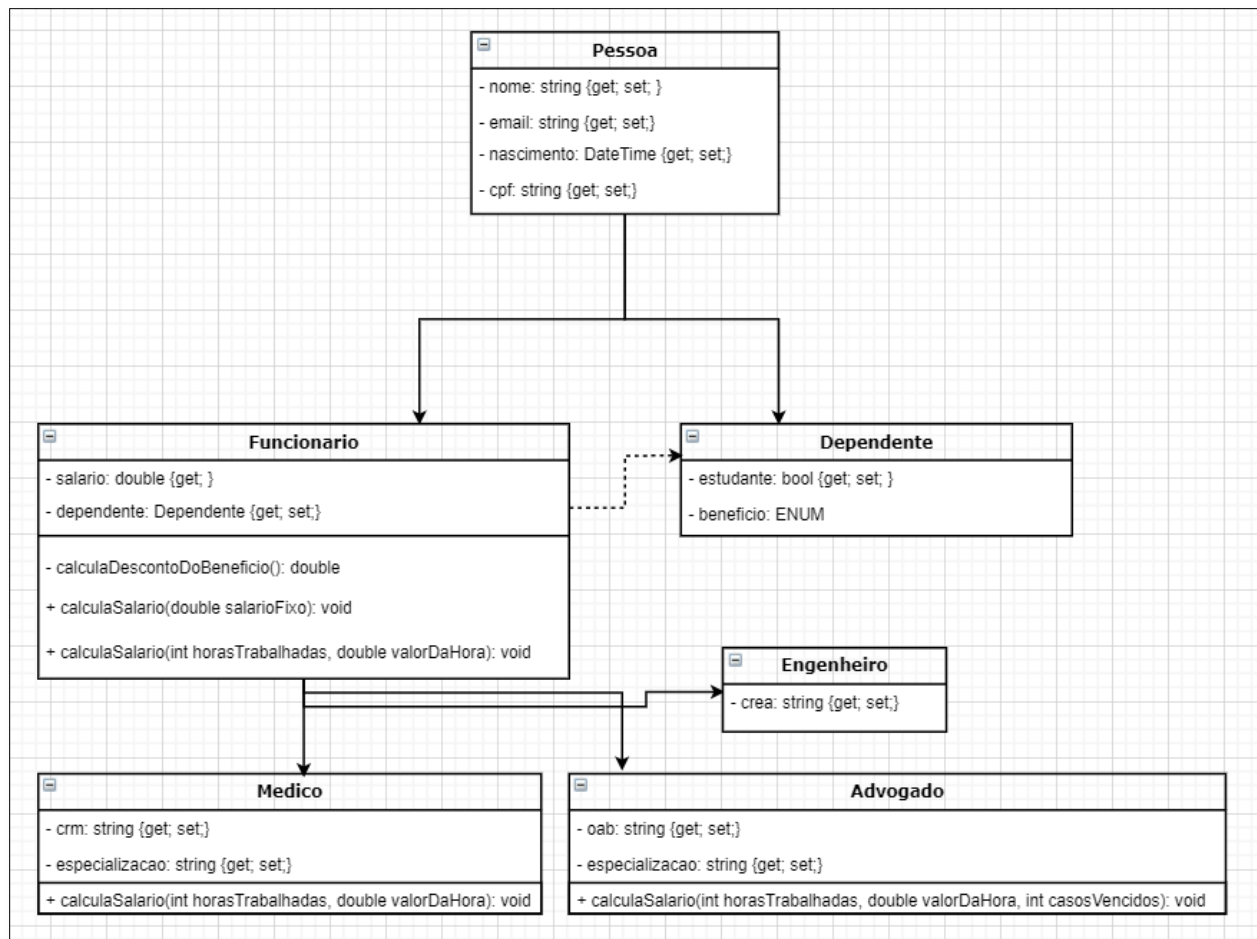 Pessoa
- nome: string {get; set; }
- email: string {get; set;}
- nascimento: DateTime {get; set;}
- cpf: string {get; set;}
Funcionario
- salario: double {get; }
- dependente: Dependente {get; set;}
- calculaDescontoDoBeneficio(): double
+ calculaSalario(double salarioFixo): void
+ calculaSalario(int horasTrabalhadas, double valorDaHora): void
Dependente
- estudante: bool {get; set; }
- beneficio: ENUM
Engenheiro
- crea: string {get; set;}
Medico
- crm: string {get; set;}
- especializacao: string {get; set;}
+ calculaSalario(int horasTrabalhadas, double valorDaHora): void
Advogado
- oab: string {get; set;}
- especializacao: string {get; set;}
+ calculaSalario(int horasTrabalhadas, double valorDaHora, int casosVencidos): void